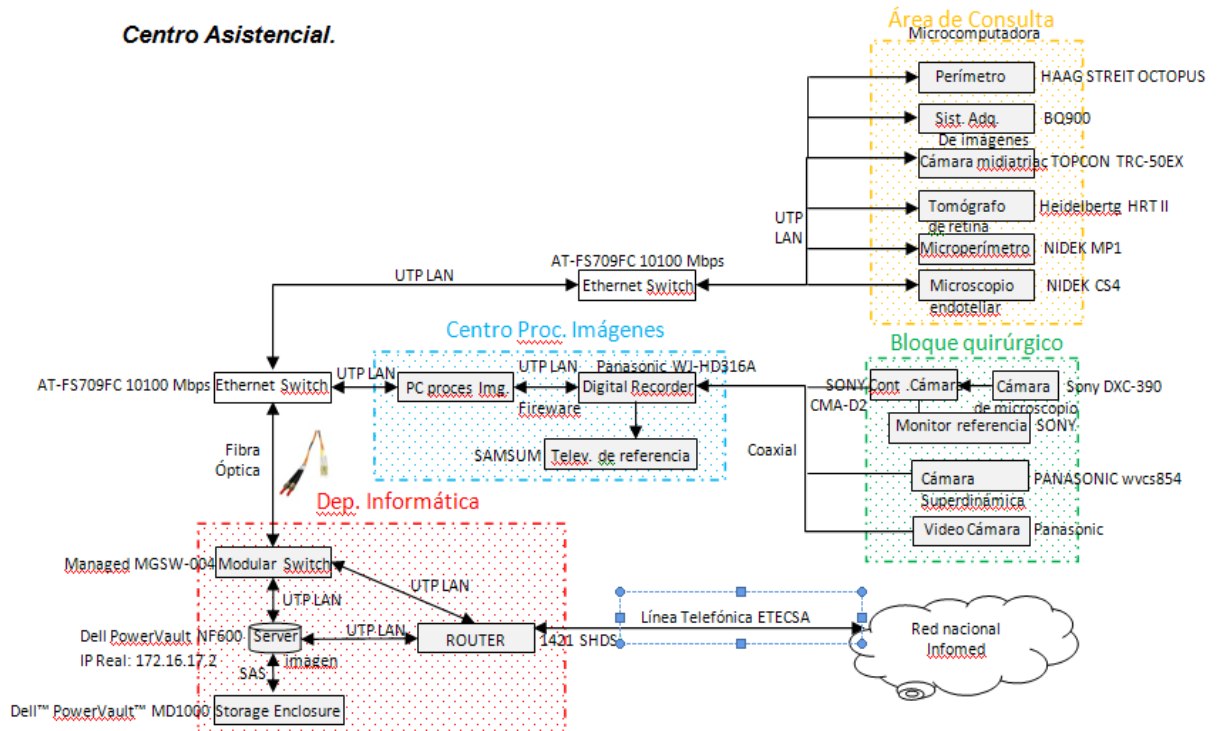 Centro Asistencial.
Área de Consulta
Microcomputadora
Perímetro HAAG STREIT OCTOPUS
Sist. Adq. BQ900
De imágenes
Cámara midiatriac TOPCON TRC-50EX
Tomógrafo Heidelbertg HRT II
de retina
UTP
LAN
Microperímetro NIDEK MP1
Microscopio NIDEK CS4
endoteliar
AT-FS709FC 10100 Mbps
UTP LAN
Ethernet Switch
Centro Proc. Imágenes
AT-FS709FC 10100 Mbps Ethernet Switch
UTP LAN
PC proces Img.
UTP LAN
Fireware
Panasonic WJ-HD316A
Digital Recorder
SAMSUM Telev. de referencia
Coaxial
Bloque quirúrgico
SONY Cont .Cámara
CMA-D2
Cámara Sony DXC-390
de microscopio
Monitor referencia SONY
Cámara PANASONIC wvcs854
Superdinámica
Video Cámara Panasonic
Fibra
Óptica
Dep. Informática
Managed MGSW-004 Modular Switch
UTP LAN
UTP LAN
Dell PowerVault NF600 Server
IP Real: 172.16.17.2 imagen
UTP LAN
ROUTER 1421 SHDS
Línea Telefónica ETECSA
Red nacional
Infomed
SAS
Dell™ PowerVault™ MD1000 Storage Enclosure